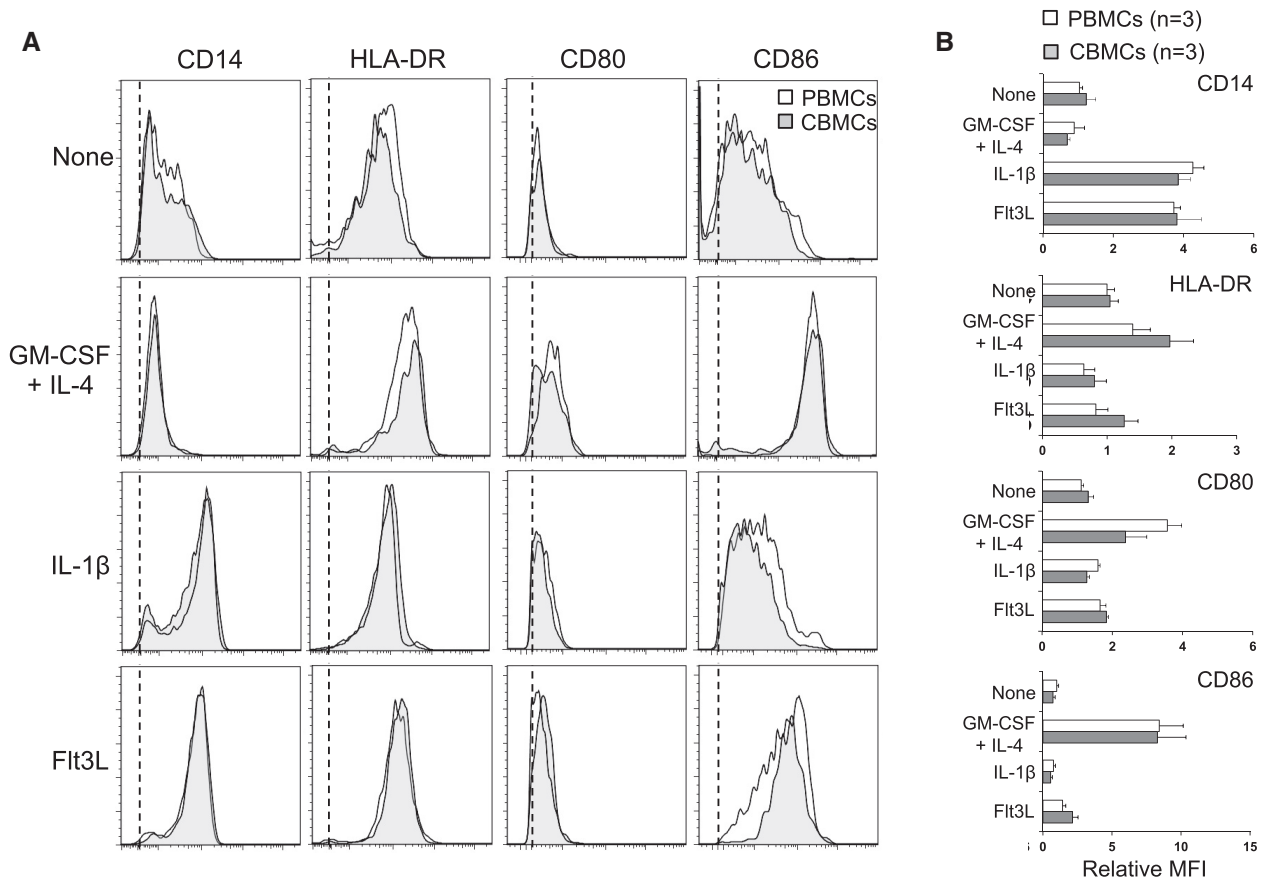 A
CD14 HLA-DR CD80 CD86
PBMCs
CBMCs
None
GM-CSF
+ IL-4
IL-1β
Flt3L
B
PBMCs (n=3)
CBMCs (n=3)
CD14
None
GM-CSF
+ IL-4
IL-1β
Flt3L
0 2 4 6
HLA-DR
None
GM-CSF
+ IL-4
IL-1β
Flt3L
0 1 2 3
CD80
None
GM-CSF
+ IL-4
IL-1β
Flt3L
0 2 4 6
CD86
None
GM-CSF
+ IL-4
IL-1β
Flt3L
0 5 10 15
Relative MFI